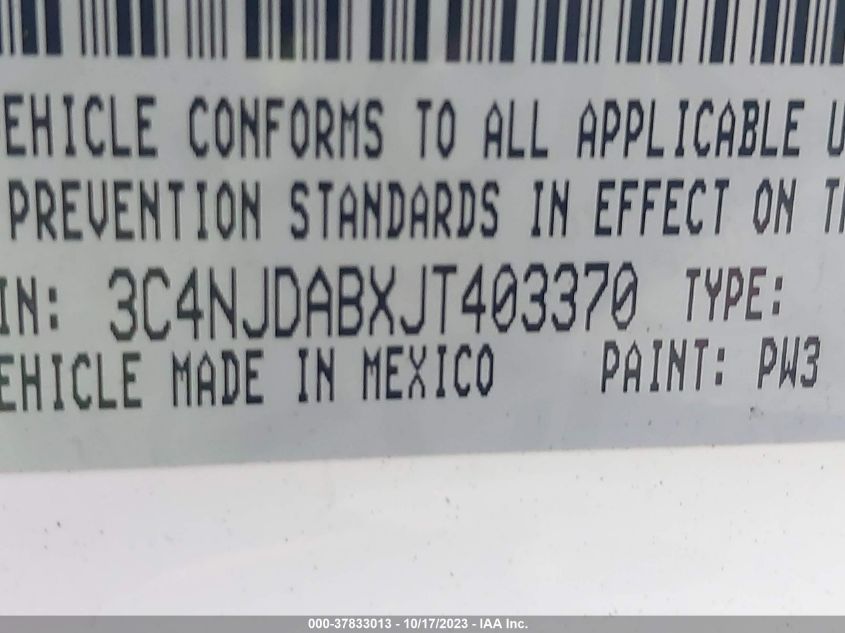 EHICLE CONFORMS TO ALL APPLICABLE U
PREVENTION STANDARDS IN EFFECT ON TH
IN: 3C4NJDABXJT403370 TYPE:
EHICLE MADE IN MEXICO PAINT: PW3
000-37833013 - 10/17/2023 - IAA Inc.